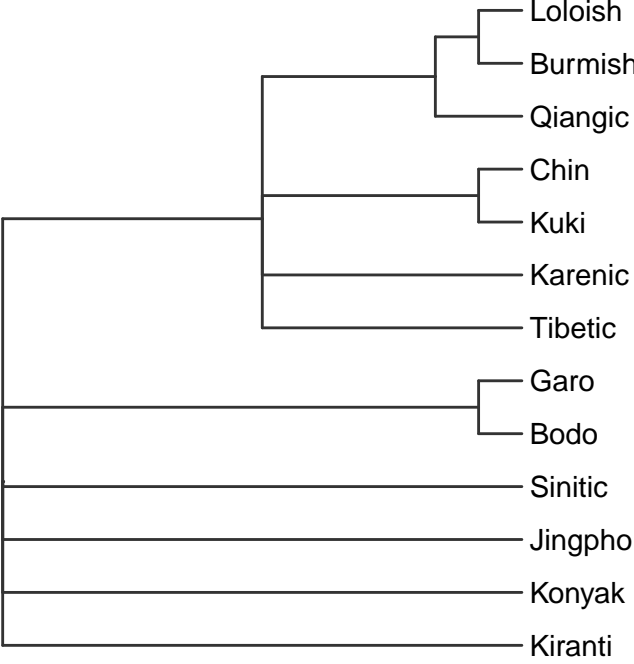 Loloish
Burmish
Qiangic
Chin
Kuki
Karenic
Tibetic
Garo
Bodo
Sinitic
Jingpho
Konyak
Kiranti